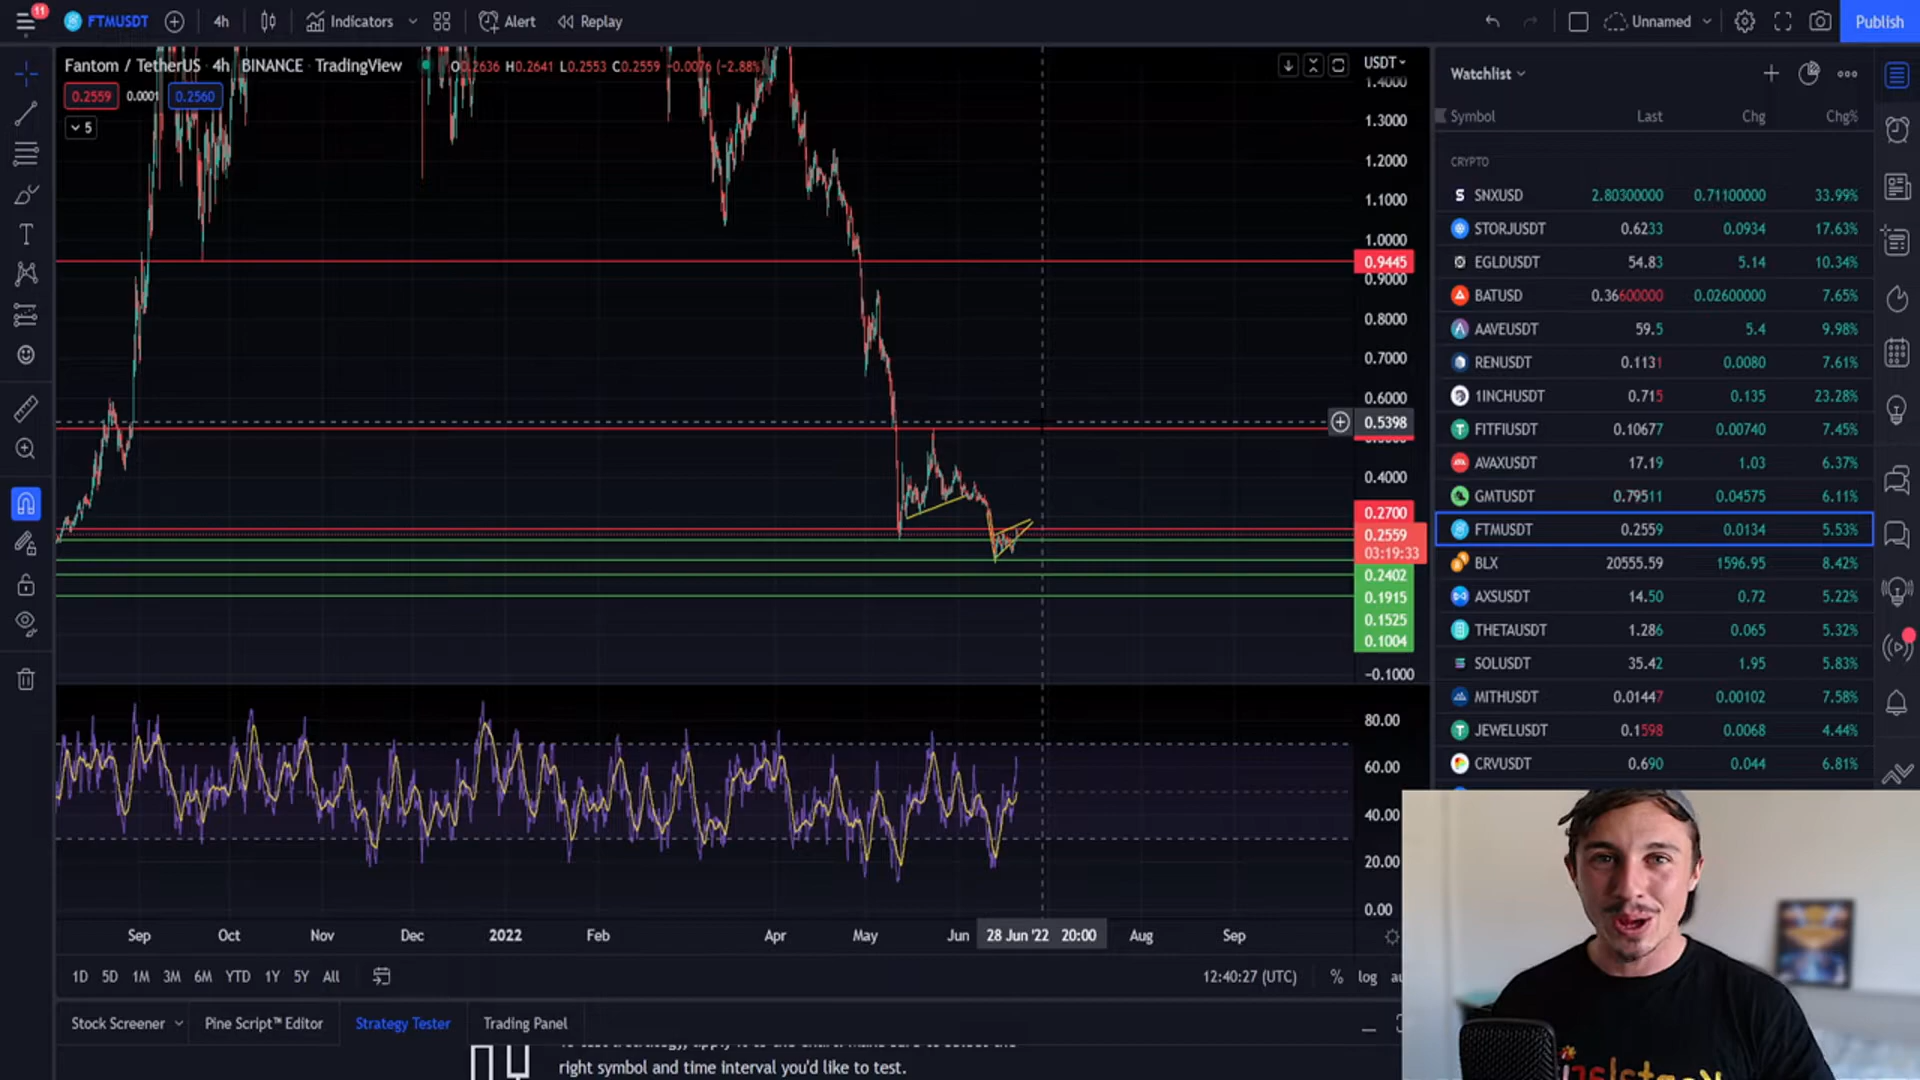 11
FTMUSDT
4h
Indicators
Alert
Replay
Unnamed
Publish
Fantom / TetherUS · 4h · BINANCE · TradingView
O0.2636 H0.2641 L0.2553 C0.2559 −0.0076 (−2.88%)
0.2559 0.0001 0.2560
5
USDT
1.4000
1.3000
1.2000
1.1000
1.0000
0.9445
0.9000
0.8000
0.7000
0.6000
0.5398
0.4000
0.2700
0.2559
03:19:33
0.2402
0.1915
0.1525
0.1004
−0.1000
80.00
60.00
40.00
20.00
0.00
Sep Oct Nov Dec 2022 Feb Apr May Jun 28 Jun '22 20:00 Aug Sep
1D 5D 1M 3M 6M YTD 1Y 5Y All
12:40:27 (UTC) % log
Stock Screener
Pine Script™ Editor
Strategy Tester
Trading Panel
right symbol and time interval you'd like to test.
Watchlist
Symbol Last Chg Chg%
CRYPTO
SNXUSD 2.80300000 0.71100000 33.99%
STORJUSDT 0.6233 0.0934 17.63%
EGLDUSDT 54.83 5.14 10.34%
BATUSD 0.36600000 0.02600000 7.65%
AAVEUSDT 59.5 5.4 9.98%
RENUSDT 0.1131 0.0080 7.61%
1INCHUSDT 0.715 0.135 23.28%
FITFIUSDT 0.10677 0.00740 7.45%
AVAXUSDT 17.19 1.03 6.37%
GMTUSDT 0.79511 0.04575 6.11%
FTMUSDT 0.2559 0.0134 5.53%
BLX 20555.59 1596.95 8.42%
AXSUSDT 14.50 0.72 5.22%
THETAUSDT 1.286 0.065 5.32%
SOLUSDT 35.42 1.95 5.83%
MITHUSDT 0.01447 0.00102 7.58%
JEWELUSDT 0.1598 0.0068 4.44%
CRVUSDT 0.690 0.044 6.81%